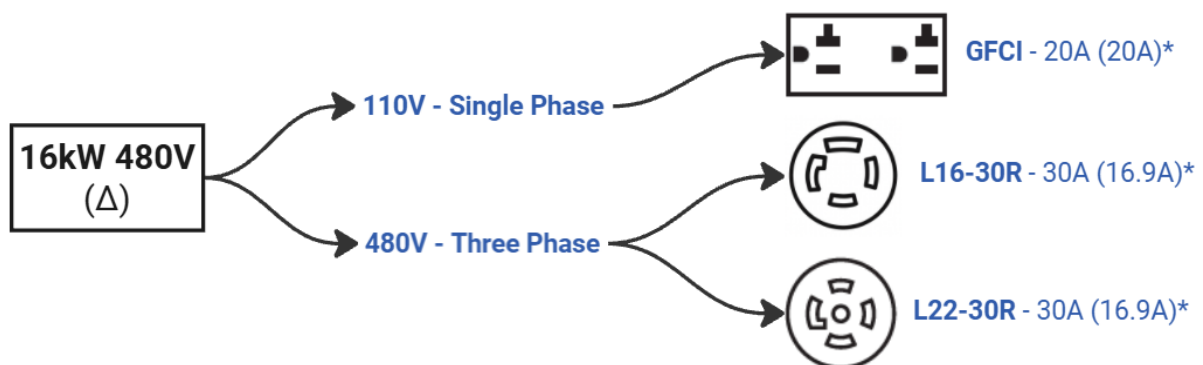 16kW 480V
(Δ)
110V - Single Phase
480V - Three Phase
GFCI - 20A (20A)*
L16-30R - 30A (16.9A)*
L22-30R - 30A (16.9A)*